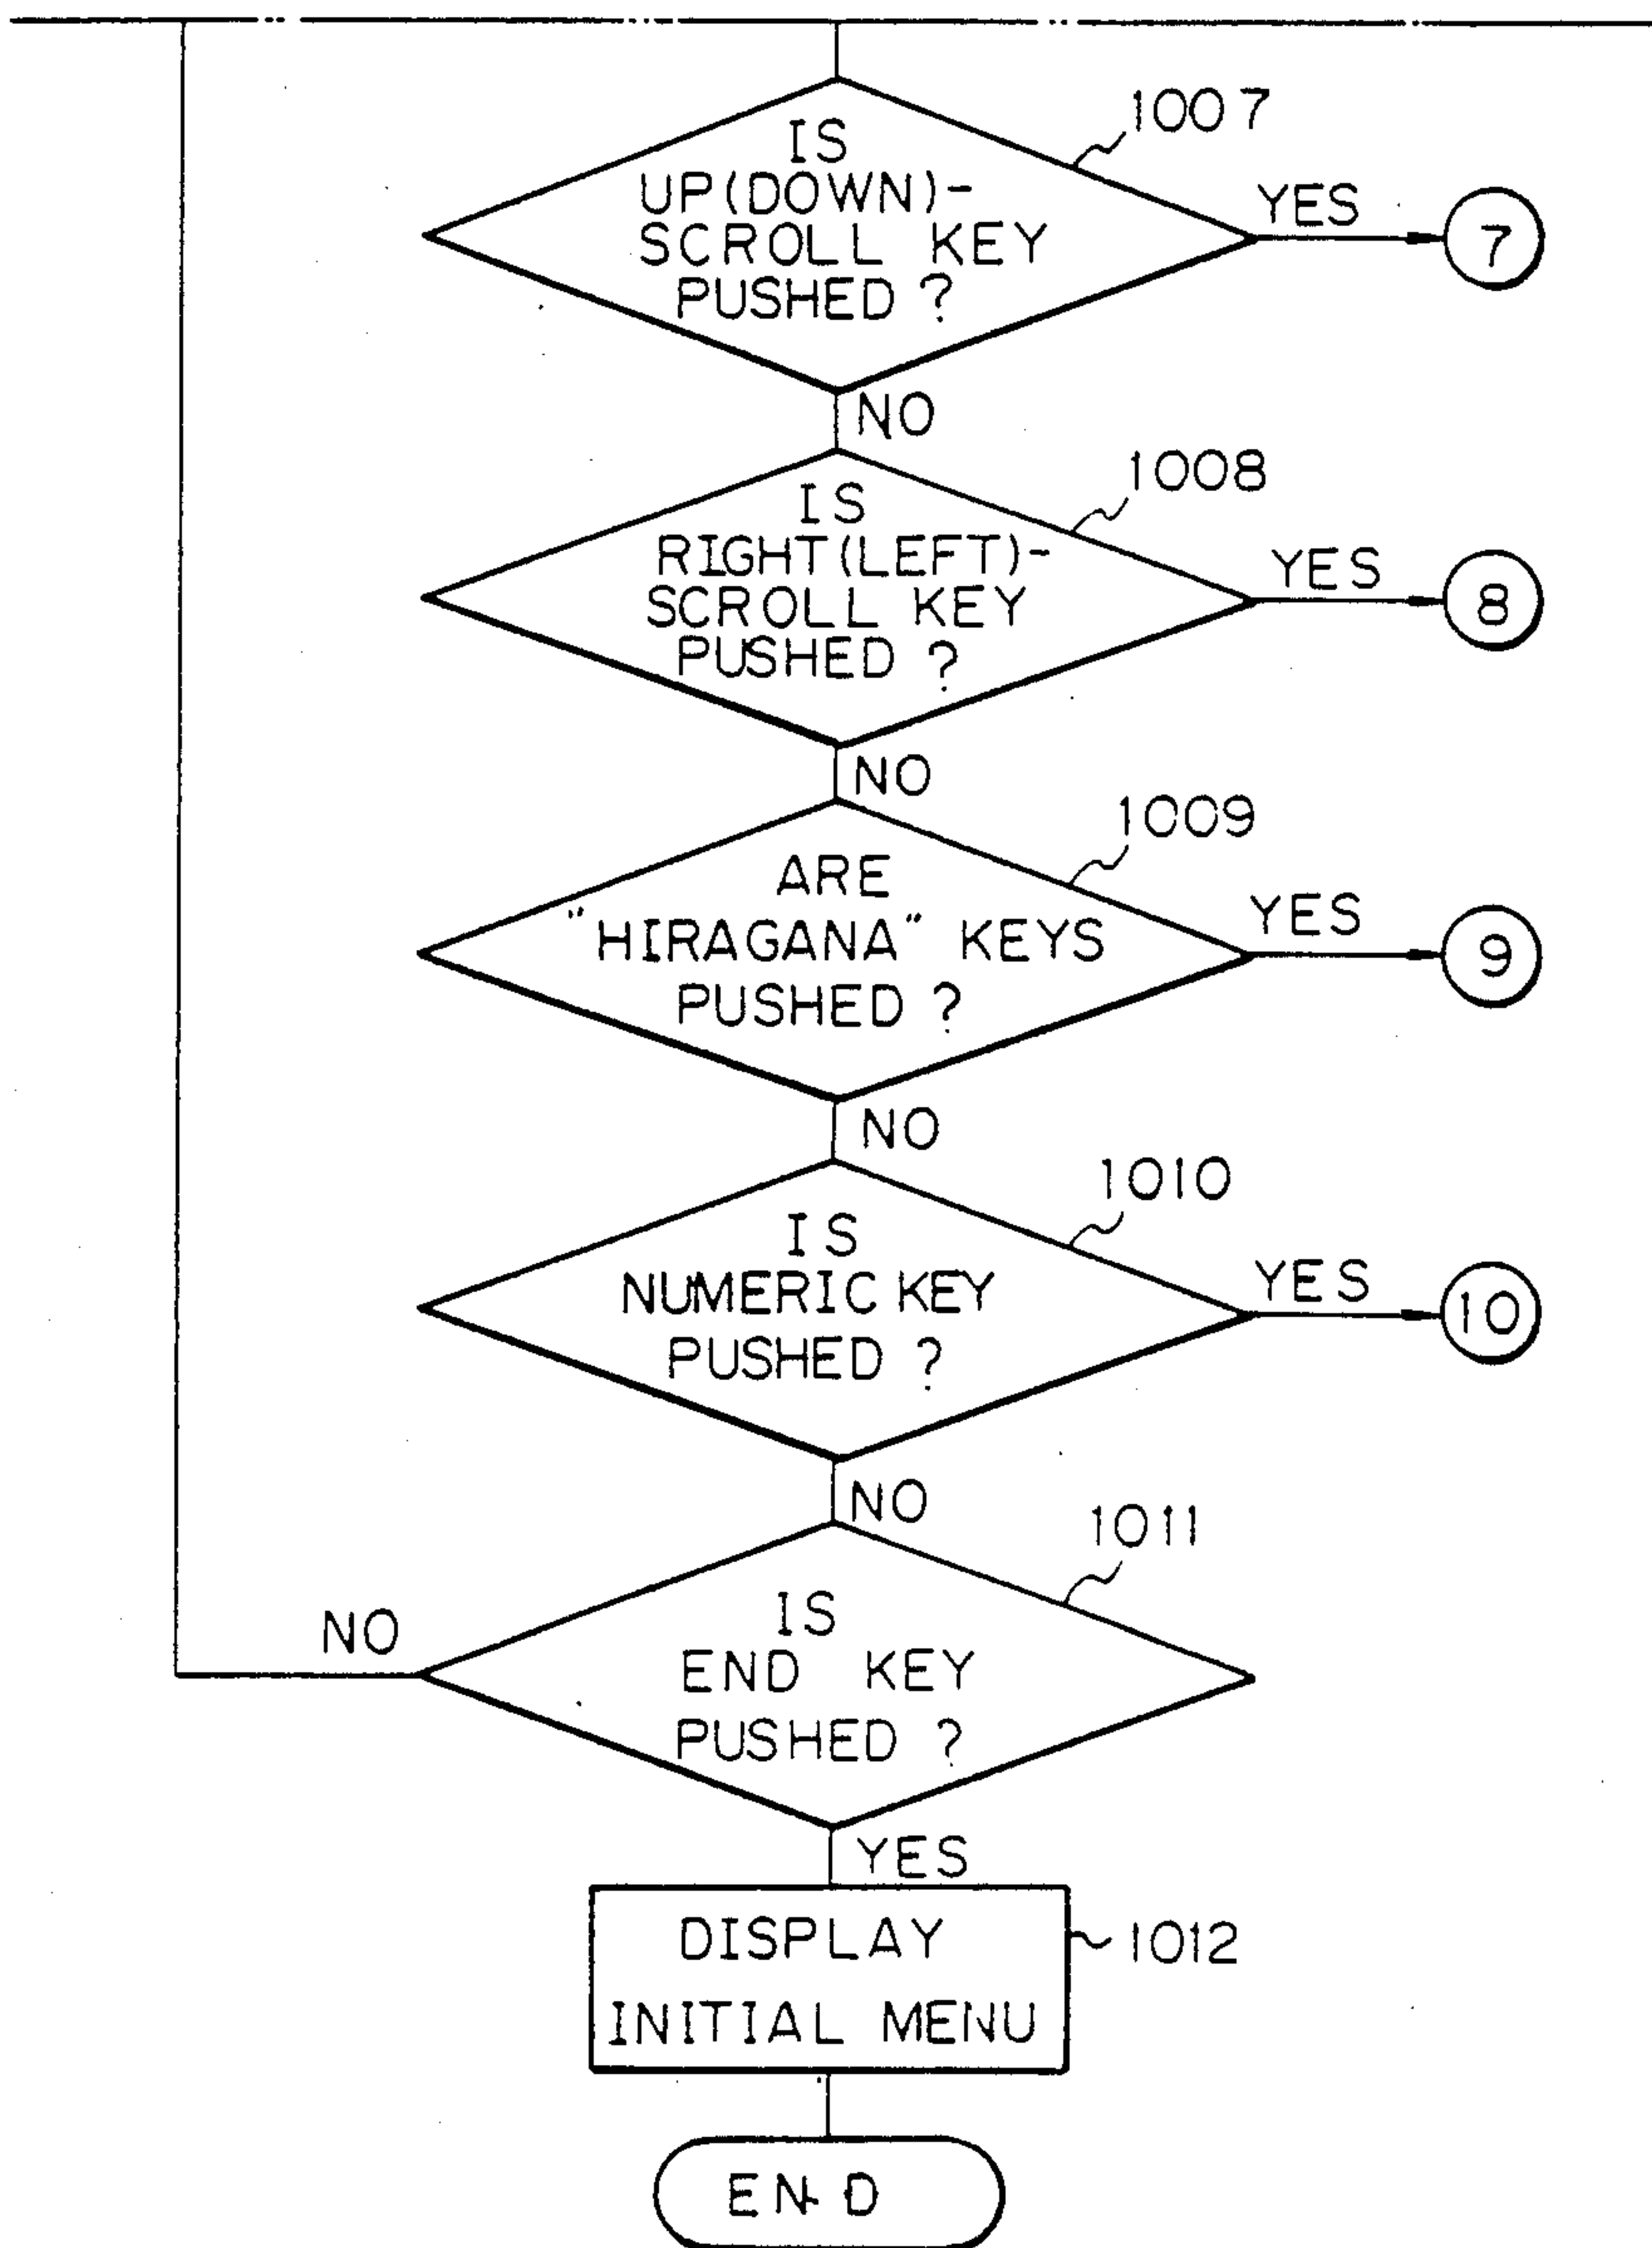 1007
IS
UP(DOWN)-
SCROLL KEY
PUSHED ?
YES
7
NO
1008
IS
RIGHT(LEFT)-
SCROLL KEY
PUSHED ?
YES
8
NO
1009
ARE
"HIRAGANA" KEYS
PUSHED ?
YES
9
NO
1010
IS
NUMERIC KEY
PUSHED ?
YES
10
NO
1011
IS
END KEY
PUSHED ?
NO
YES
DISPLAY
INITIAL MENU
1012
END